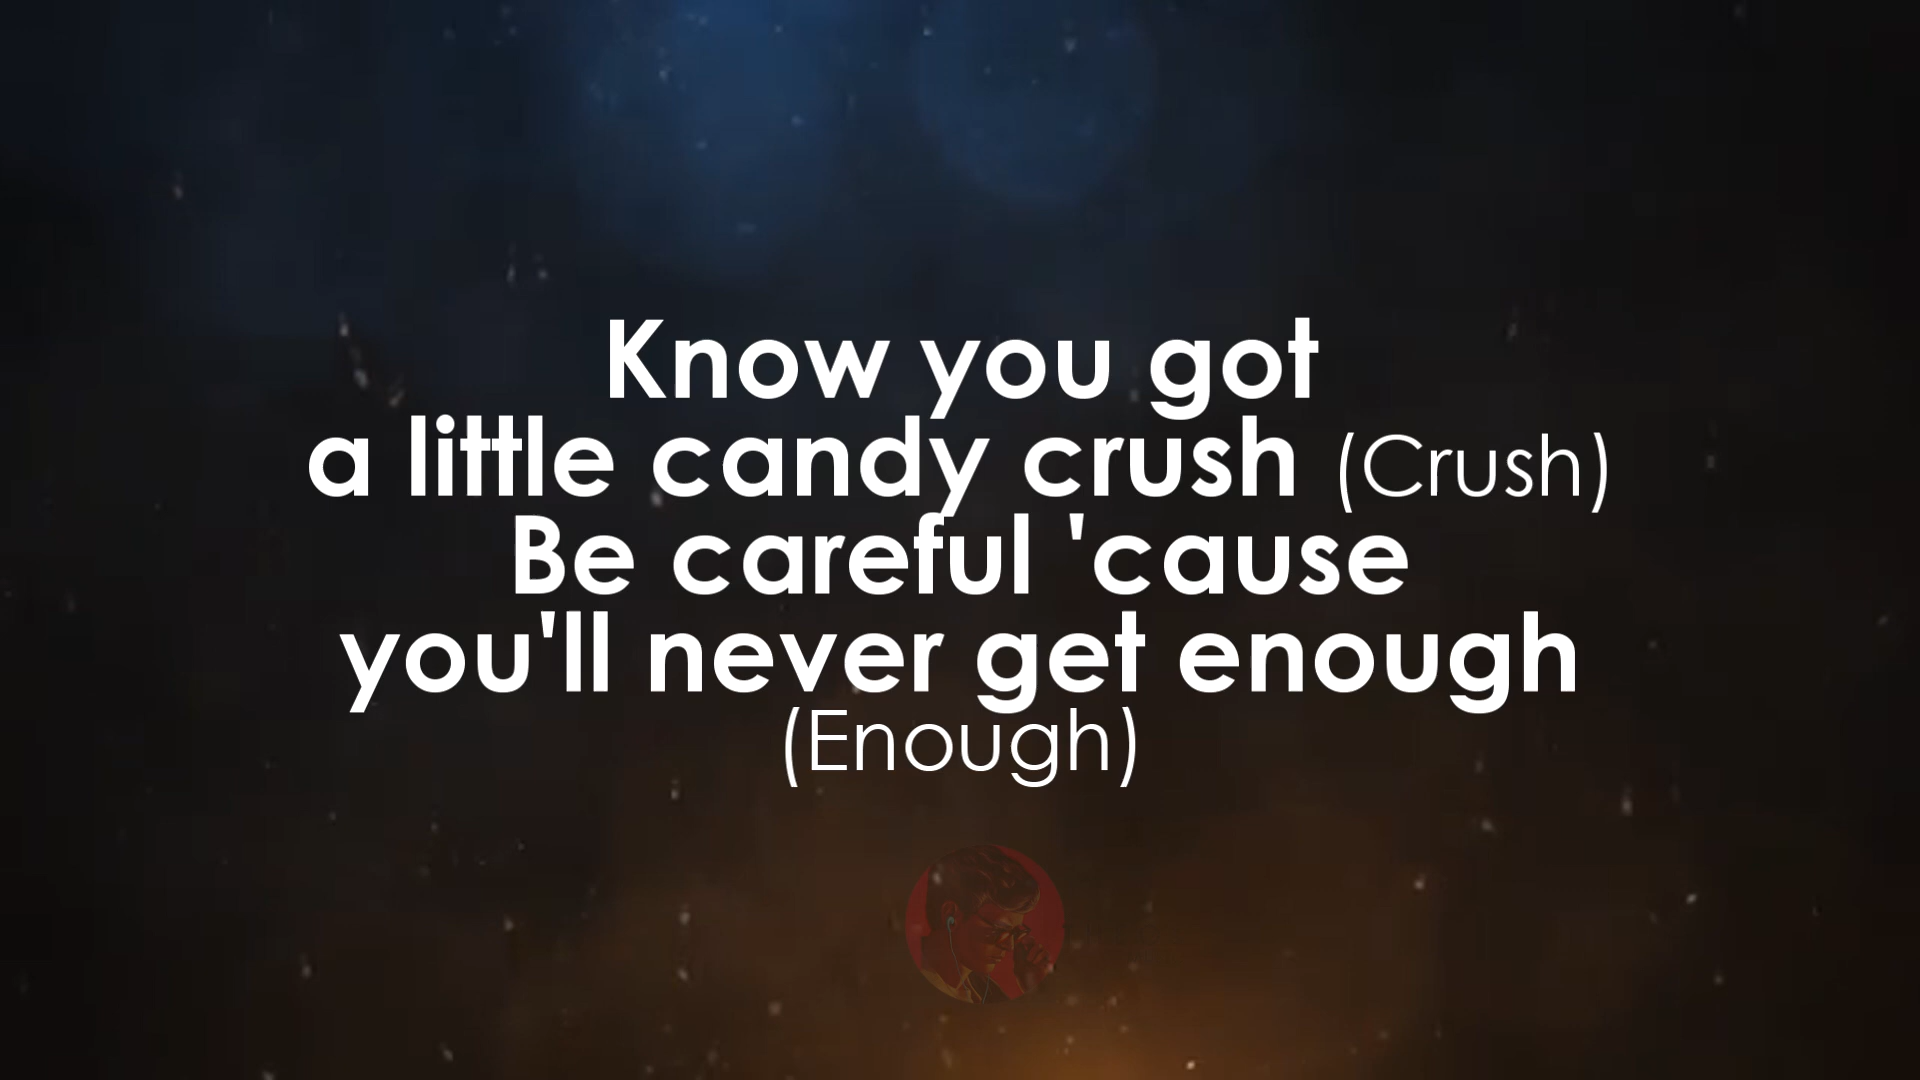 Know you got
a little candy crush (Crush)
Be careful 'cause
you'll never get enough
(Enough)